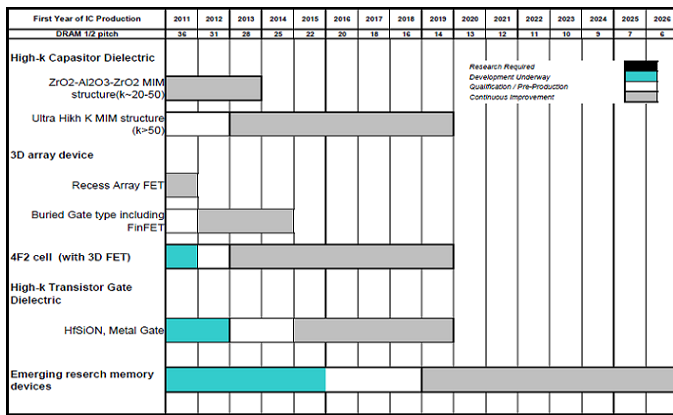 First Year of IC Production 2011 2012 2013 2014 2015 2016 2017 2018 2019 2020 2021 2022 2023 2024 2025 2026
DRAM 1/2 pitch 36 31 28 25 22 20 18 16 14 13 12 11 10 9 7 6
High-k Capasitor Dielectric
ZrO2-Al2O3-ZrO2 MIM
structure(k~20-50)
Ultra Hikh K MIM structure
(k>50)
3D array device
Recess Array FET
Buried Gate type including
FinFET
4F2 cell (with 3D FET)
High-k Transistor Gate
Dielectric
HfSiON, Metal Gate
Emerging reserch memory
devices
Research Required
Development Underway
Qualification / Pre-Production
Continuous Improvement